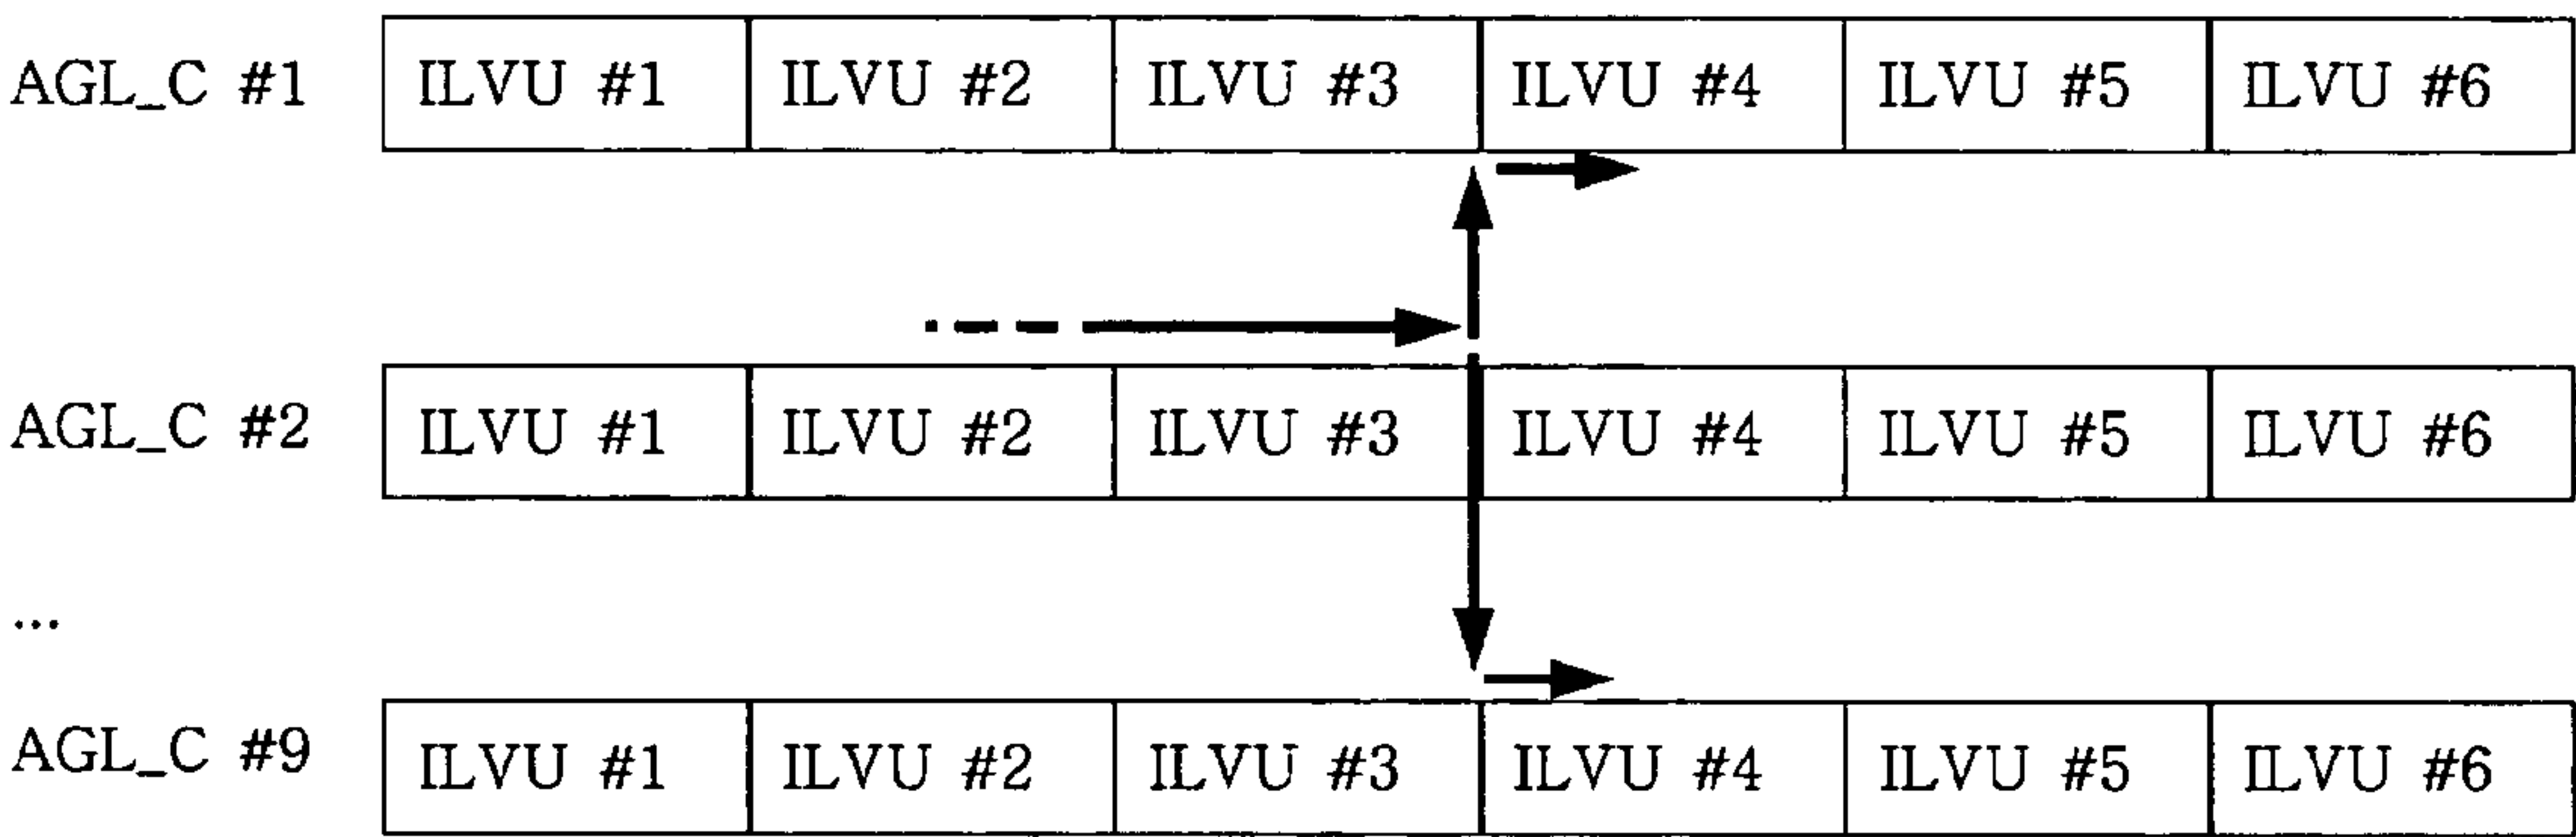 AGL_C #1 ILVU #1 ILVU #2 ILVU #3 ILVU #4 ILVU #5 ILVU #6
AGL_C #2 ILVU #1 ILVU #2 ILVU #3 ILVU #4 ILVU #5 ILVU #6
...
AGL_C #9 ILVU #1 ILVU #2 ILVU #3 ILVU #4 ILVU #5 ILVU #6